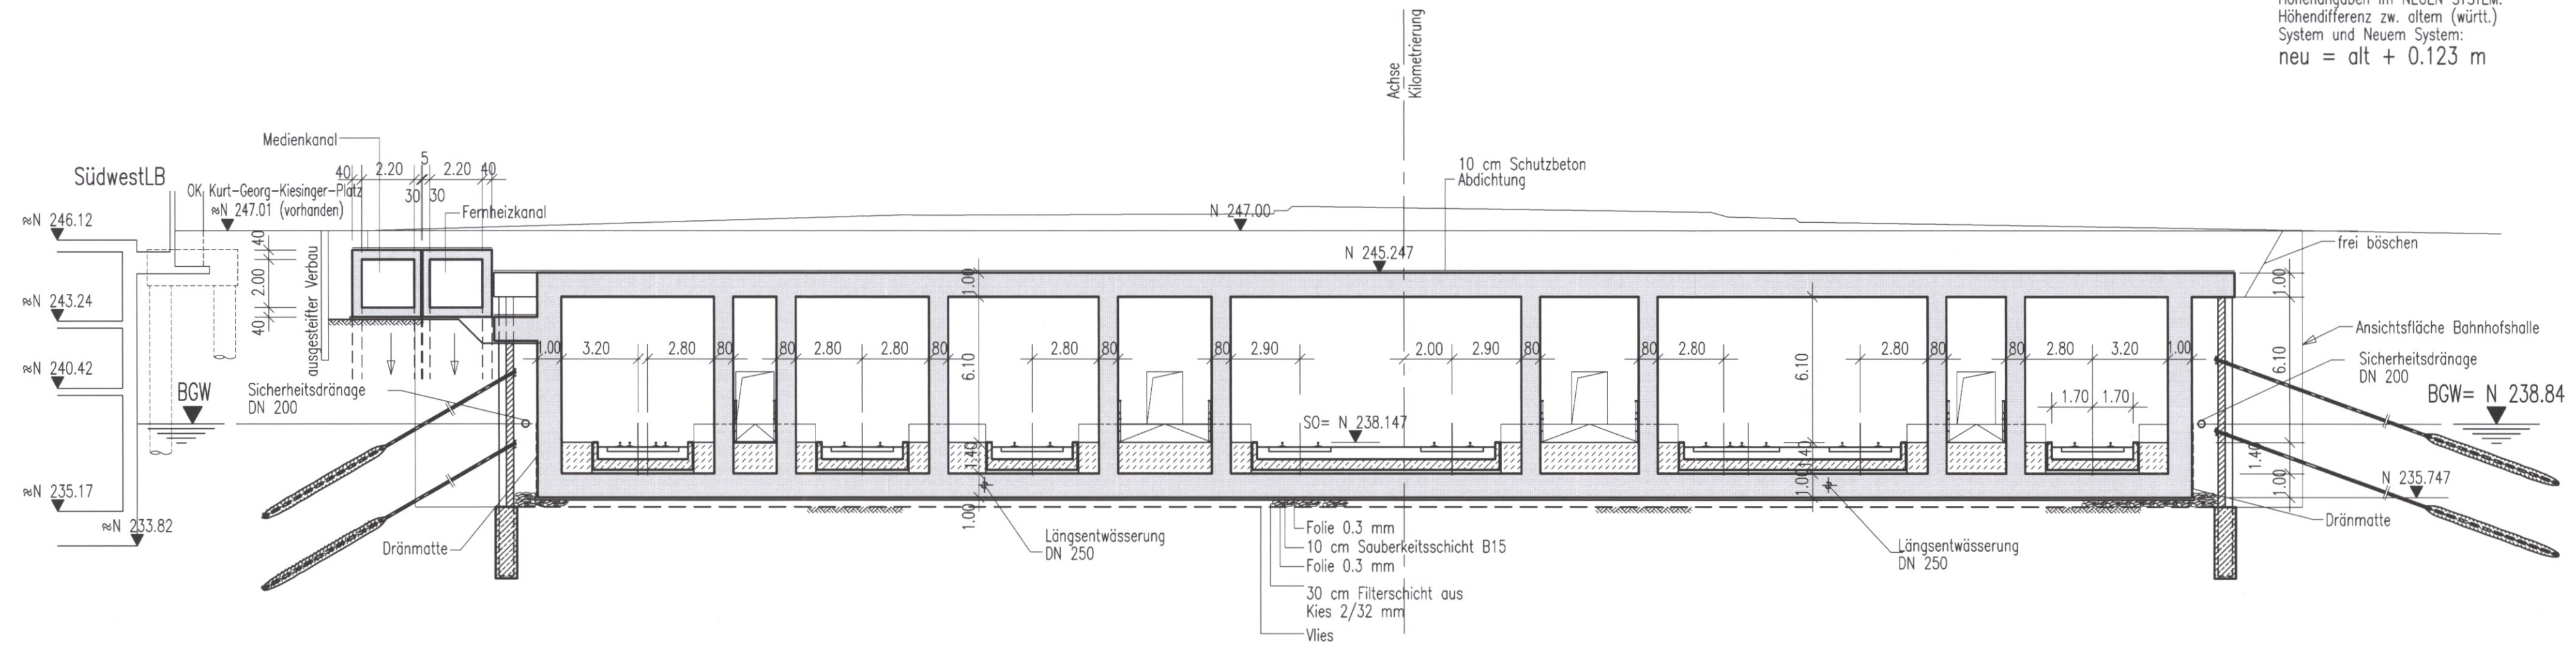 Höhenangaben im NEUEN SYSTEM.
Höhendifferenz zw. altem (württ.)
System und Neuem System:
neu = alt + 0.123 m
Achse
Kilometrierung
Medienkanal
5
40 2.20 2.20 40
30 30
SüdwestLB
OK Kurt-Georg-Kiesinger-Platz
≈N 247.01 (vorhanden)
Fernheizkanal
10 cm Schutzbeton
Abdichtung
≈N 246.12
N 247.00
frei böschen
N 245.247
40
2.00
40
ausgesteifter Verbau
1.00
1.00
≈N 243.24
Ansichtsfläche Bahnhofshalle
1.00 3.20 2.80 80 80 2.80 2.80 80 2.80 80 80 2.90 2.00 2.90 80 80 2.80 2.80 80 80 2.80 3.20 1.00
6.10
6.10
6.10
≈N 240.42
Sicherheitsdränage
DN 200
Sicherheitsdränage
DN 200
BGW
1.70 1.70
BGW= N 238.84
SO= N 238.147
1.40
1.40
1.40
≈N 235.17
N 235.747
1.00
1.00
1.00
≈N 233.82
Dränmatte
Dränmatte
Längsentwässerung
DN 250
Folie 0.3 mm
10 cm Sauberkeitsschicht B15
Folie 0.3 mm
30 cm Filterschicht aus
Kies 2/32 mm
Vlies
Längsentwässerung
DN 250